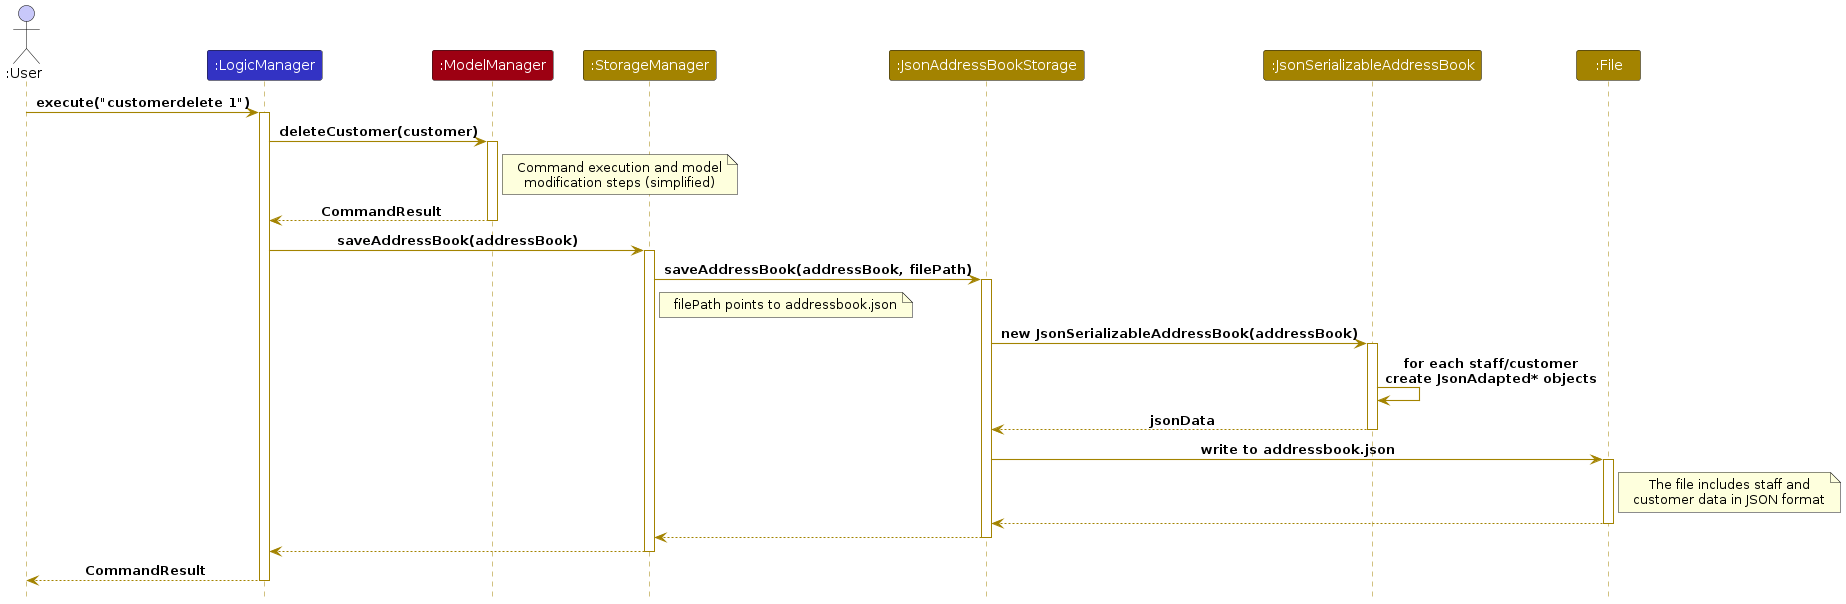 :User
:LogicManager
:ModelManager
:StorageManager
:JsonAddressBookStorage
:JsonSerializableAddressBook
:File
execute("customerdelete 1")
deleteCustomer(customer)
Command execution and model
modification steps (simplified)
CommandResult
saveAddressBook(addressBook)
saveAddressBook(addressBook, filePath)
filePath points to addressbook.json
new JsonSerializableAddressBook(addressBook)
for each staff/customer
create JsonAdapted* objects
jsonData
write to addressbook.json
The file includes staff and
customer data in JSON format
CommandResult